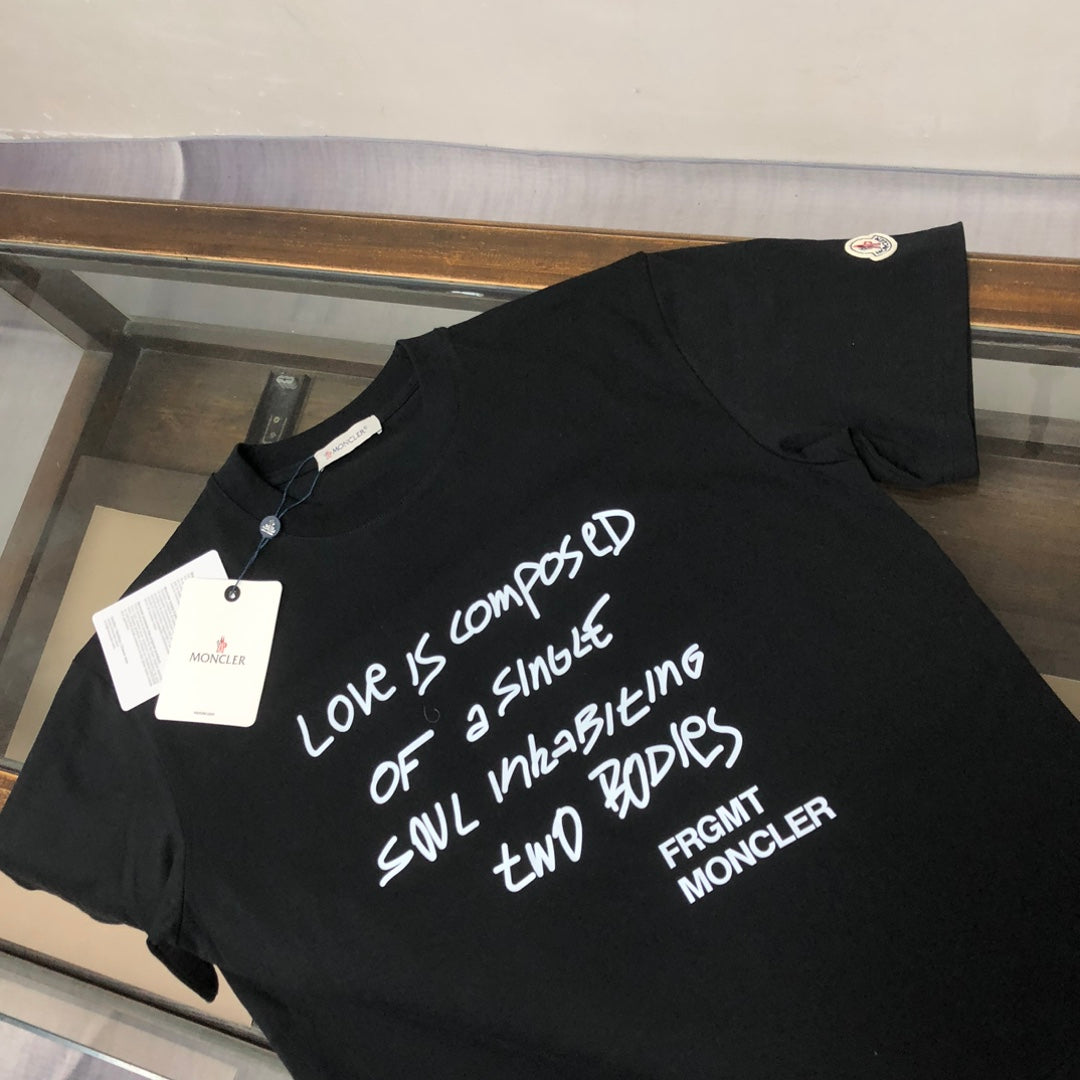 MONCLER
MONCLER
LOVE IS COMPOSED
OF a SINGLE
SOUL INhaBItING
tWO BODIES
FRGMT
MONCLER